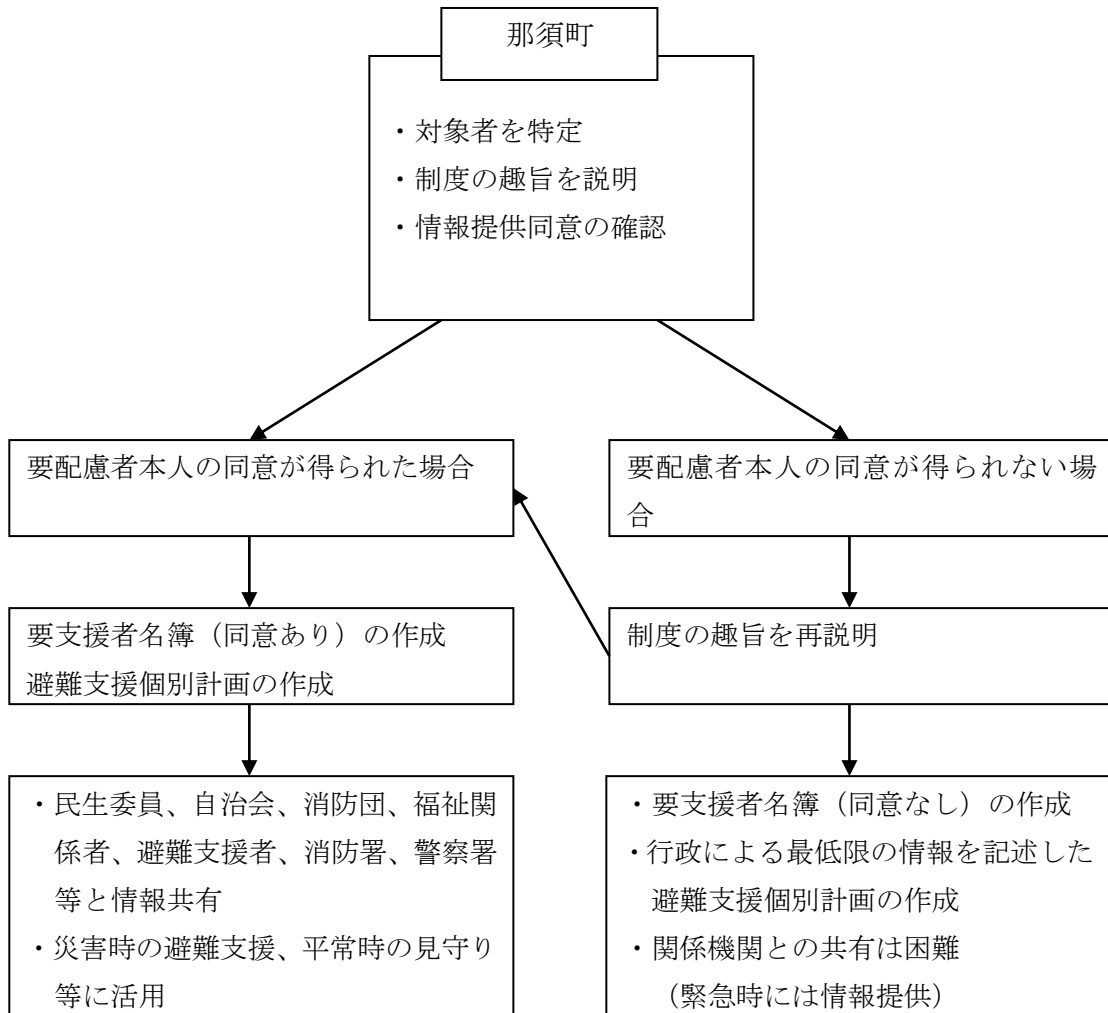 那須町
・対象者を特定
・制度の趣旨を説明
・情報提供同意の確認
要配慮者本人の同意が得られた場合
要配慮者本人の同意が得られない場
合
要支援者名簿（同意あり）の作成
避難支援個別計画の作成
制度の趣旨を再説明
・民生委員、自治会、消防団、福祉関
係者、避難支援者、消防署、警察署
等と情報共有
・災害時の避難支援、平常時の見守り
等に活用
・要支援者名簿（同意なし）の作成
・行政による最低限の情報を記述した
避難支援個別計画の作成
・関係機関との共有は困難
（緊急時には情報提供）